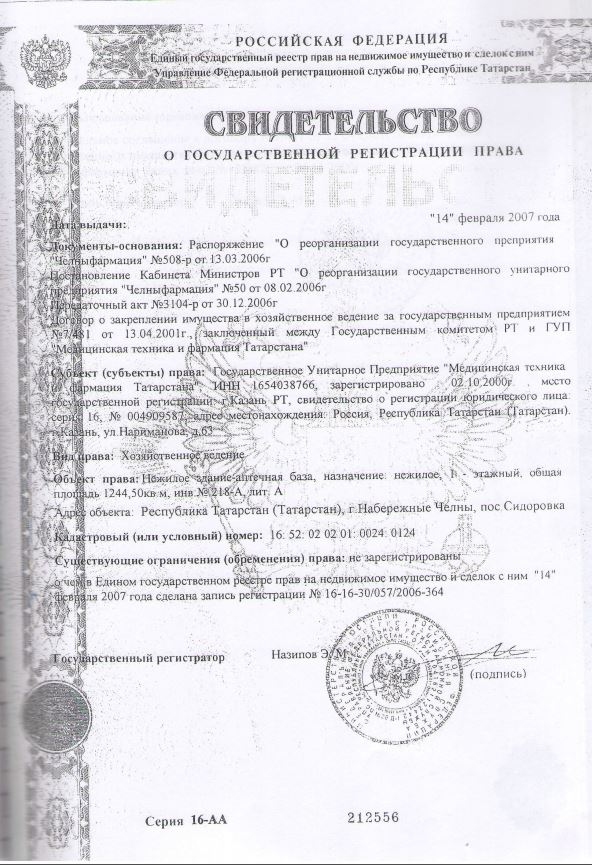 РОССИЙСКАЯ ФЕДЕРАЦИЯ
Единый государственный реестр прав на недвижимое имущество и сделок с ним
Управление Федеральной регистрационной службы по Республике Татарстан
СВИДЕТЕЛЬСТВО
О ГОСУДАРСТВЕННОЙ РЕГИСТРАЦИИ ПРАВА
Дата выдачи: "14" февраля 2007 года
Документы-основания: Распоряжение "О реорганизации государственного преприятия
"Челныфармация" №508-р от 13.03.2006г
Постановление Кабинета Министров РТ "О реорганизации государственного унитарного
предприятия "Челныфармация" №50 от 08.02.2006г
Передаточный акт №3104-р от 30.12.2006г
Договор о закреплении имущества в хозяйственное ведение за государственным предприятием
№7/481 от 13.04.2001г., заключенный между Государственным комитетом РТ и ГУП
"Медицинская техника и фармация Татарстана"
Субъект (субъекты) права: Государственное Унитарное Предприятие "Медицинская техника
и фармация Татарстана", ИНН 1654038766, зарегистрировано 02.10.2000г. место
государственной регистрации: г.Казань РТ, свидетельство о регистрации юридического лица:
серия 16, № 004909587, адрес местонахождения: Россия, Республика Татарстан (Татарстан).
г.Казань, ул.Нариманова, д.63
Вид права: Хозяйственное ведение
Объект права: Нежилое здание-аптечная база, назначение: нежилое, 1 - этажный, общая
площадь 1244,50кв.м, инв.№ 218-А, лит. А
Адрес объекта: Республика Татарстан (Татарстан), г.Набережные Челны, пос.Сидоровка
Кадастровый (или условный) номер: 16: 52: 02 02 01: 0024: 0124
Существующие ограничения (обременения) права: не зарегистрированы
о чем в Едином государственном реестре прав на недвижимое имущество и сделок с ним "14"
февраля 2007 года сделана запись регистрации № 16-16-30/057/2006-364
Государственный регистратор Назипов Э. М.
(подпись)
Серия 16-АА 212556